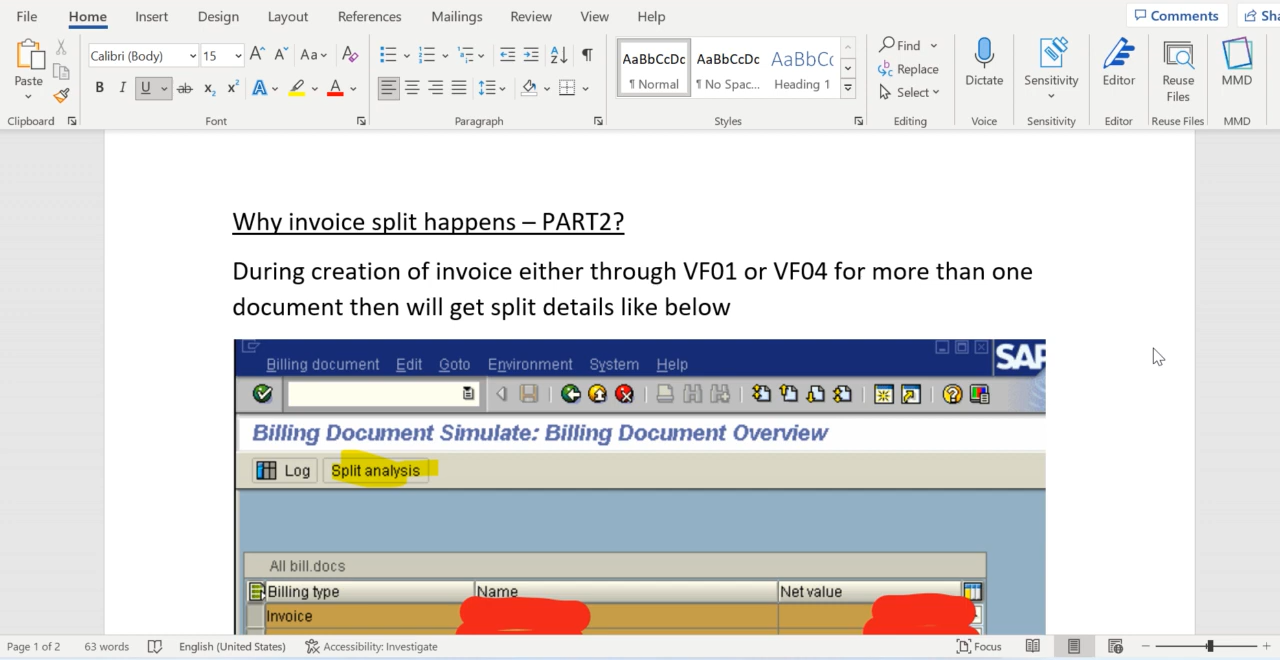 File Home Insert Design Layout References Mailings Review View Help Comments Sha
Calibri (Body) 15 A A Aa A AaBbCcDc AaBbCcDc AaBbCc Find
Paste B I U ab x₂ x² A A ¶ Normal ¶ No Spac... Heading 1 Replace Select Dictate Sensitivity Editor Reuse Files MMD
Clipboard Font Paragraph Styles Editing Voice Sensitivity Editor Reuse Files MMD
Why invoice split happens – PART2?
During creation of invoice either through VF01 or VF04 for more than one
document then will get split details like below
Billing document Edit Goto Environment System Help SAP
Billing Document Simulate: Billing Document Overview
Log Split analysis
All bill.docs
Billing type Name Net value
Invoice
Page 1 of 2 63 words English (United States) Accessibility: Investigate Focus